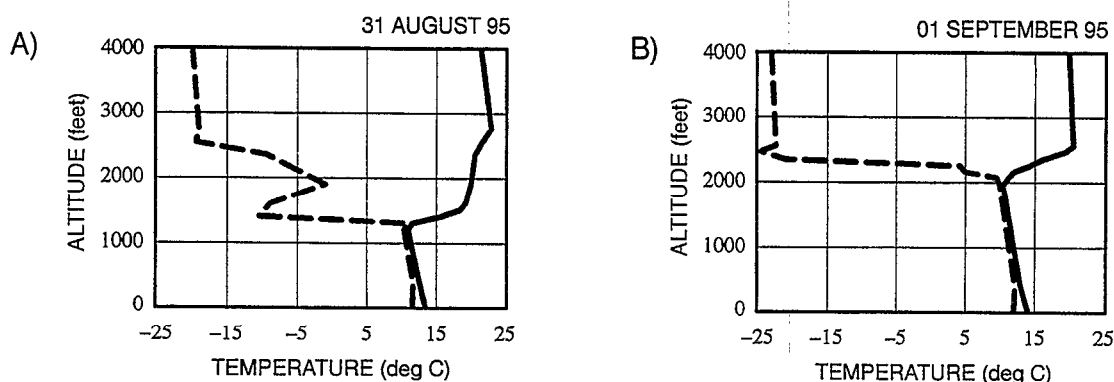 A)
31 AUGUST 95
4000
3000
2000
1000
0
ALTITUDE (feet)
–25 –15 –5 5 15 25
TEMPERATURE (deg C)
B)
01 SEPTEMBER 95
4000
3000
2000
1000
0
ALTITUDE (feet)
–25 –15 –5 5 15 25
TEMPERATURE (deg C)